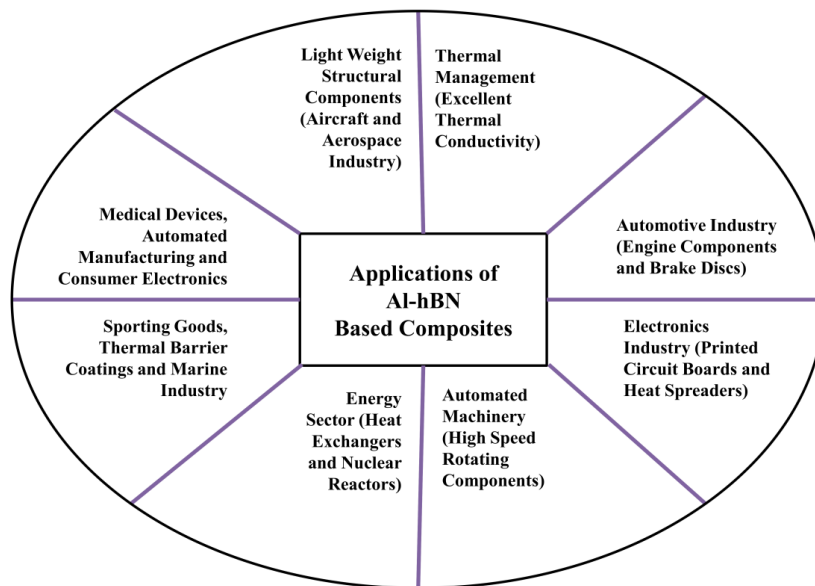 Light Weight
Structural
Components
(Aircraft and
Aerospace
Industry)
Thermal
Management
(Excellent
Thermal
Conductivity)
Medical Devices,
Automated
Manufacturing and
Consumer Electronics
Automotive Industry
(Engine Components
and Brake Discs)
Applications of
Al-hBN
Based Composites
Sporting Goods,
Thermal Barrier
Coatings and Marine
Industry
Electronics
Industry (Printed
Circuit Boards and
Heat Spreaders)
Energy
Sector (Heat
Exchangers
and Nuclear
Reactors)
Automated
Machinery
(High Speed
Rotating
Components)